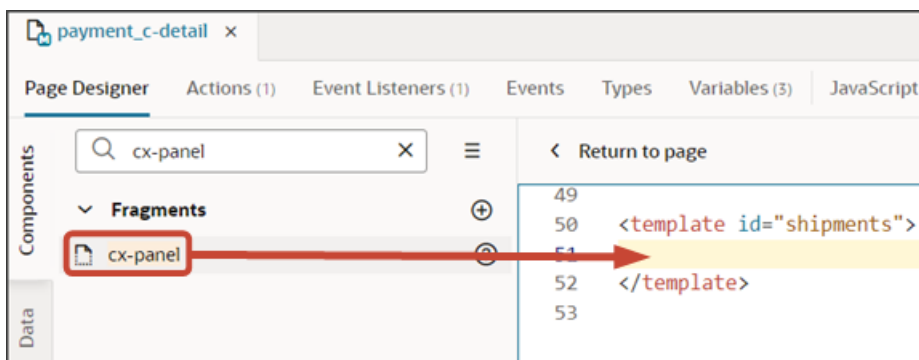 payment_c-detail ×
Page Designer Actions (1) Event Listeners (1) Events Types Variables (3) JavaScript
Components
Data
cx-panel
Fragments
cx-panel
< Return to page
49
50 <template id="shipments">
51
52 </template>
53